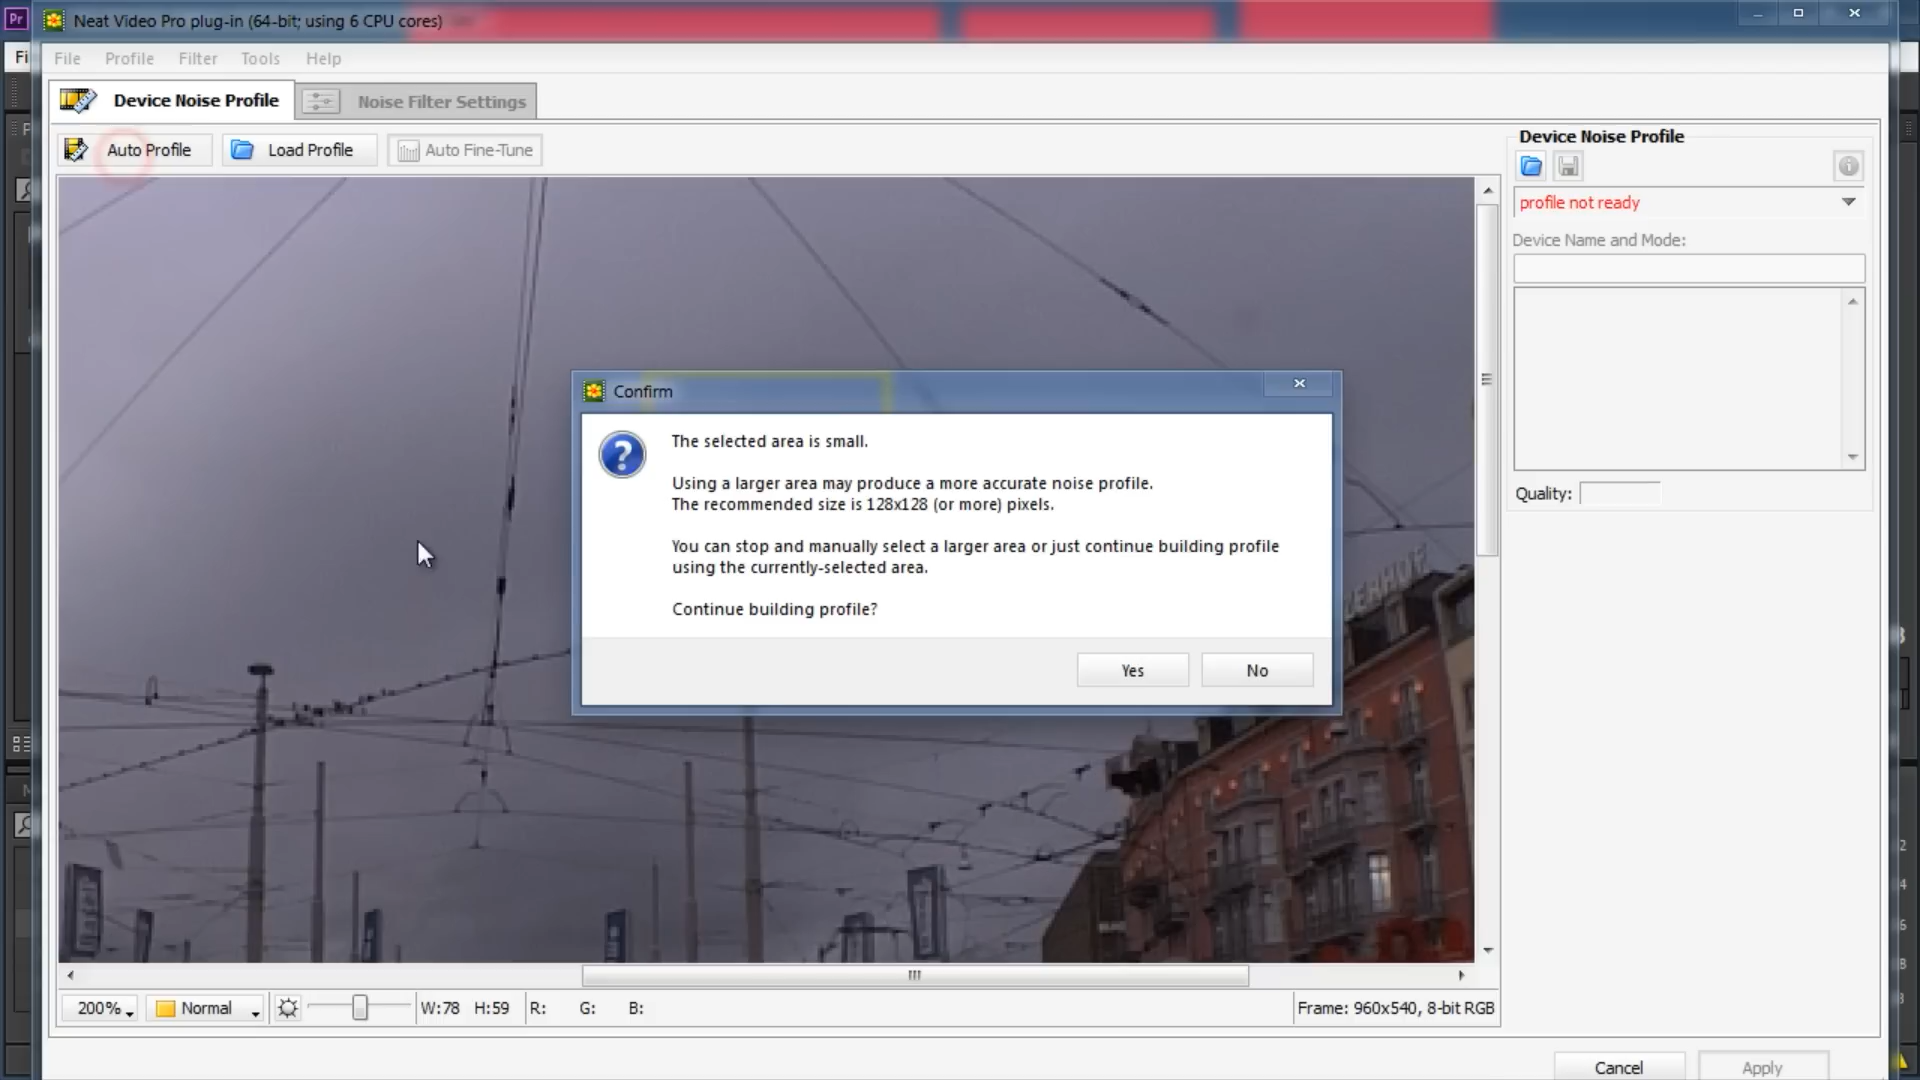 Pr
Neat Video Pro plug-in (64-bit; using 6 CPU cores)
Fi
File Profile Filter Tools Help
Device Noise Profile
Noise Filter Settings
Auto Profile
Load Profile
Auto Fine-Tune
Device Noise Profile
profile not ready
Device Name and Mode:
Quality:
Confirm
The selected area is small.
Using a larger area may produce a more accurate noise profile.
The recommended size is 128x128 (or more) pixels.
You can stop and manually select a larger area or just continue building profile
using the currently-selected area.
Continue building profile?
Yes
No
200%
Normal
W:78 H:59
R:
G:
B:
Frame: 960x540, 8-bit RGB
Cancel
Apply